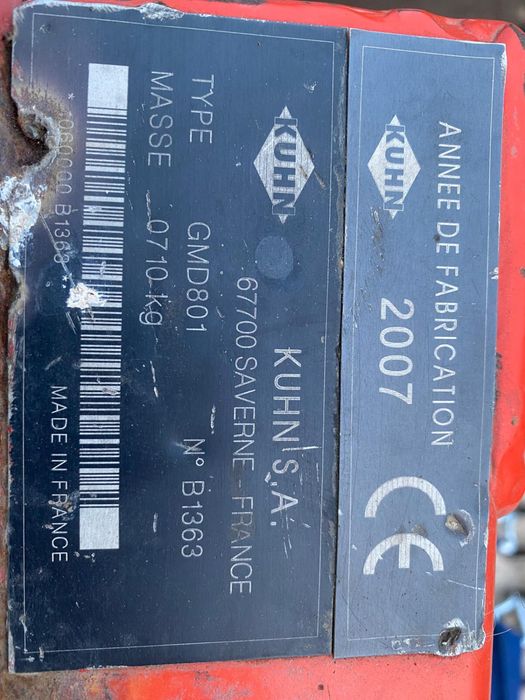 ANNEE DE FABRICATION
KUHN
2007
CE
KUHN
KUHN S.A.
67700 SAVERNE - FRANCE
TYPE GMD801 N° B1363
MASSE 0710 kg
B1363
MADE IN FRANCE